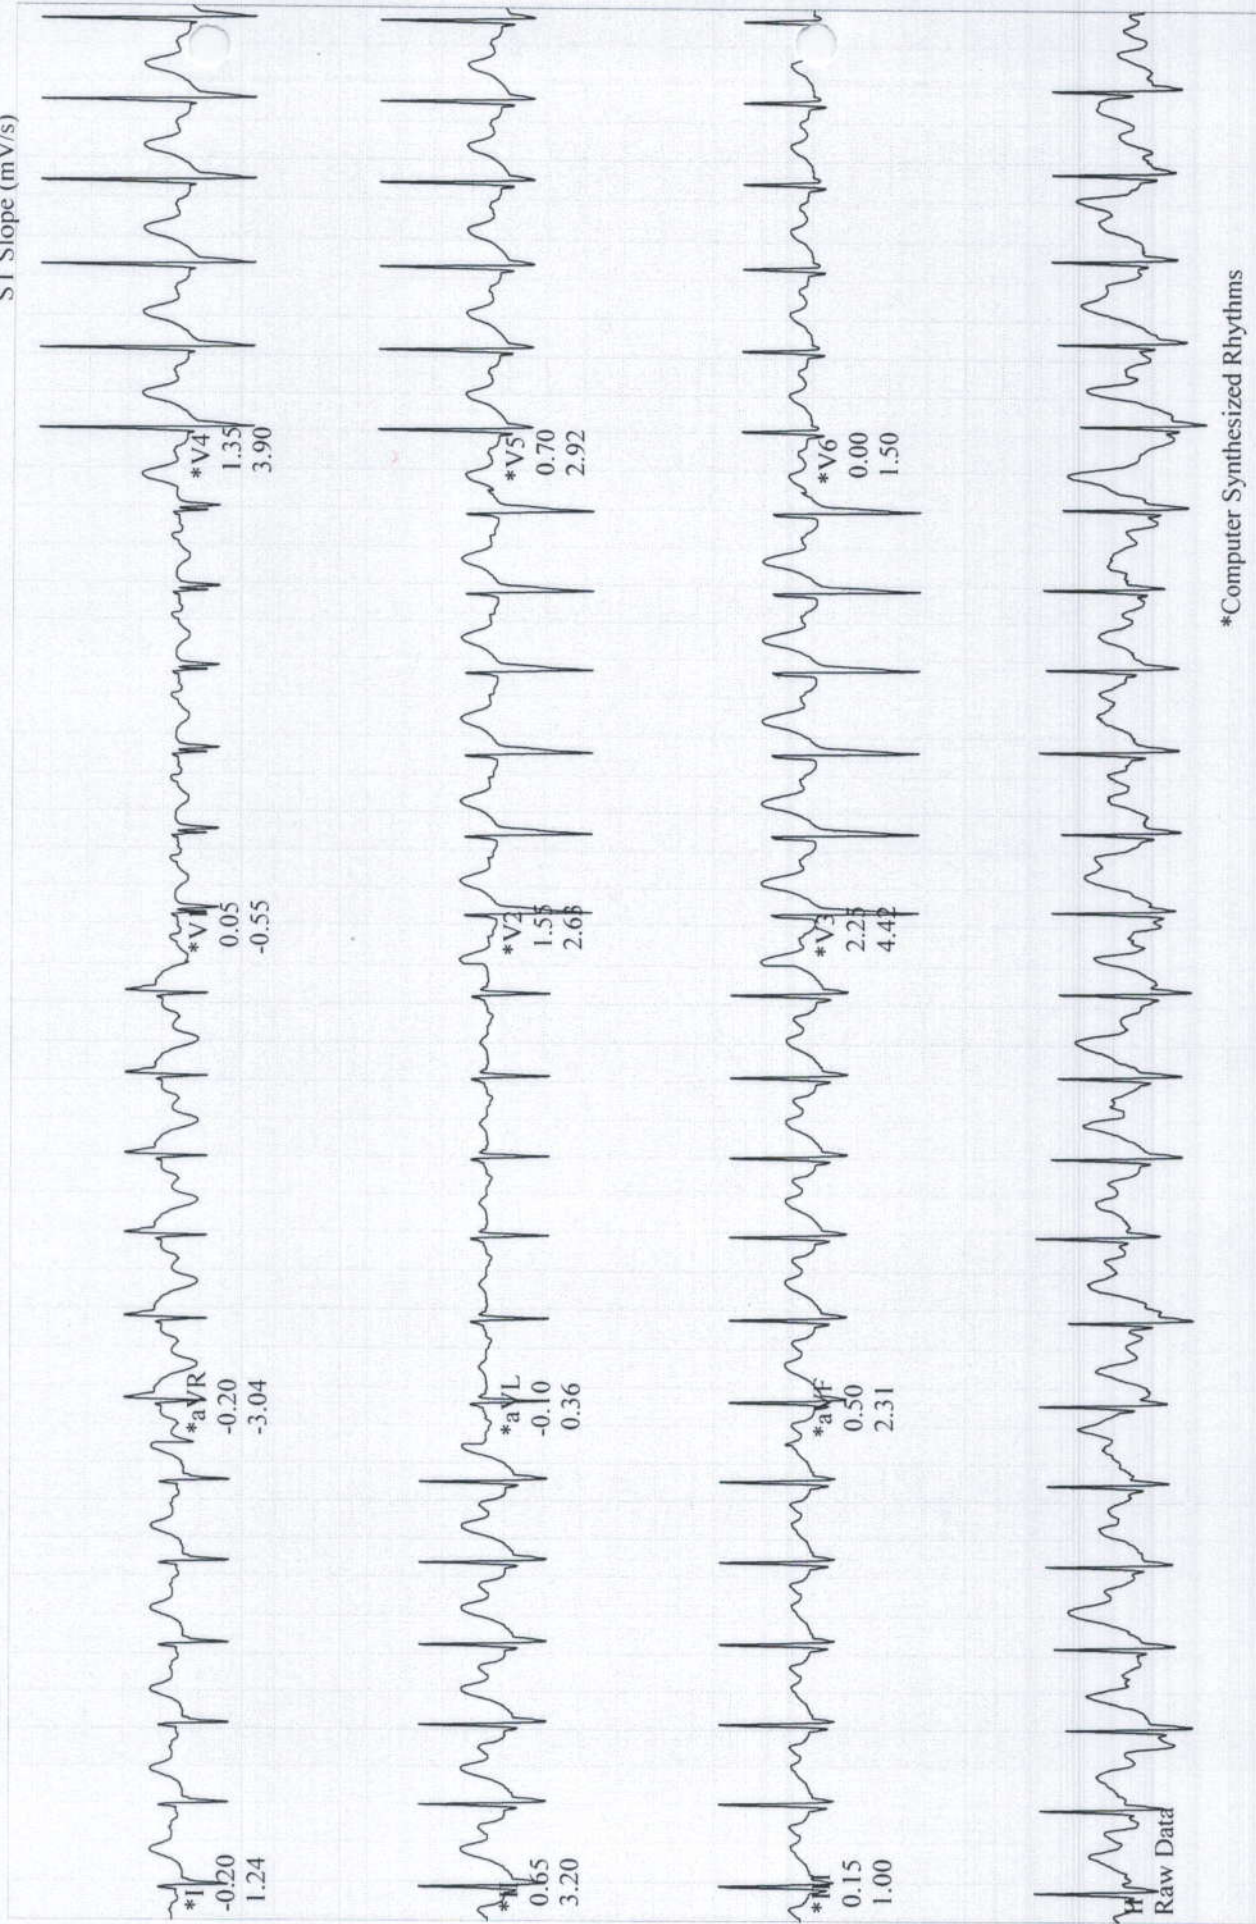 ST Slope (mV/s)
*I
-0.20
1.24
*aVR
-0.20
-3.04
*V1
0.05
-0.55
*V4
1.35
3.90
*II
0.65
3.20
*aVL
-0.10
0.36
*V2
1.55
2.68
*V5
0.70
2.92
*III
0.15
1.00
*aVF
0.50
2.31
*V3
2.25
4.42
*V6
0.00
1.50
II
Raw Data
*Computer Synthesized Rhythms